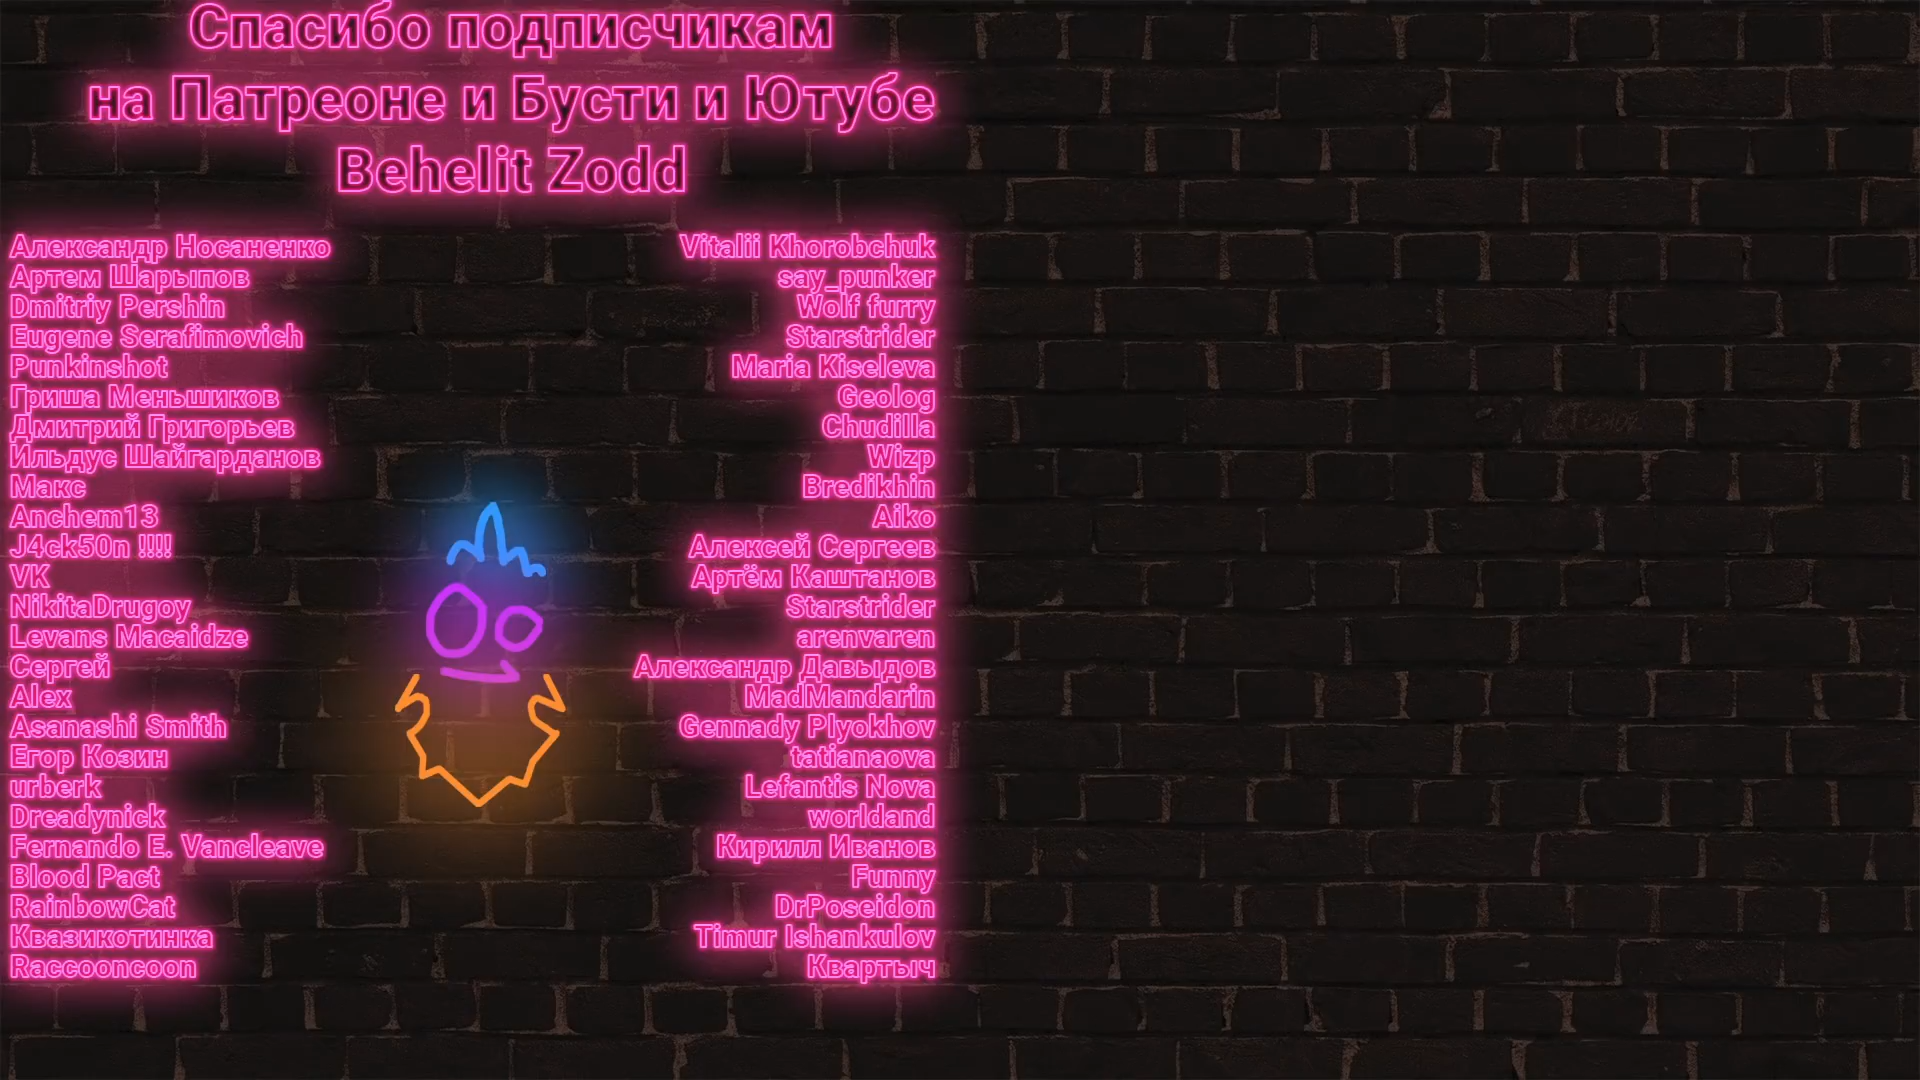 Спасибо подписчикам
на Патреоне и Бусти и Ютубе
Behelit Zodd
Александр Носаненко
Артем Шарыпов
Dmitriy Pershin
Eugene Serafimovich
Punkinshot
Гриша Меньшиков
Дмитрий Григорьев
Ильдус Шайгарданов
Макс
Anchem13
J4ck50n !!!!
VK
NikitaDrugoy
Levans Macaidze
Сергей
Alex
Asanashi Smith
Егор Козин
urberk
Dreadynick
Fernando E. Vancleave
Blood Pact
RainbowCat
Квазикотинка
Raccooncoon
Vitalii Khorobchuk
say_punker
Wolf furry
Starstrider
Maria Kiseleva
Geolog
Chudilla
Wizp
Bredikhin
Aiko
Алексей Сергеев
Артём Каштанов
Starstrider
arenvaren
Александр Давыдов
MadMandarin
Gennady Plyokhov
tatianaova
Lefantis Nova
worldand
Кирилл Иванов
Funny
DrPoseidon
Timur Ishankulov
Квартыч